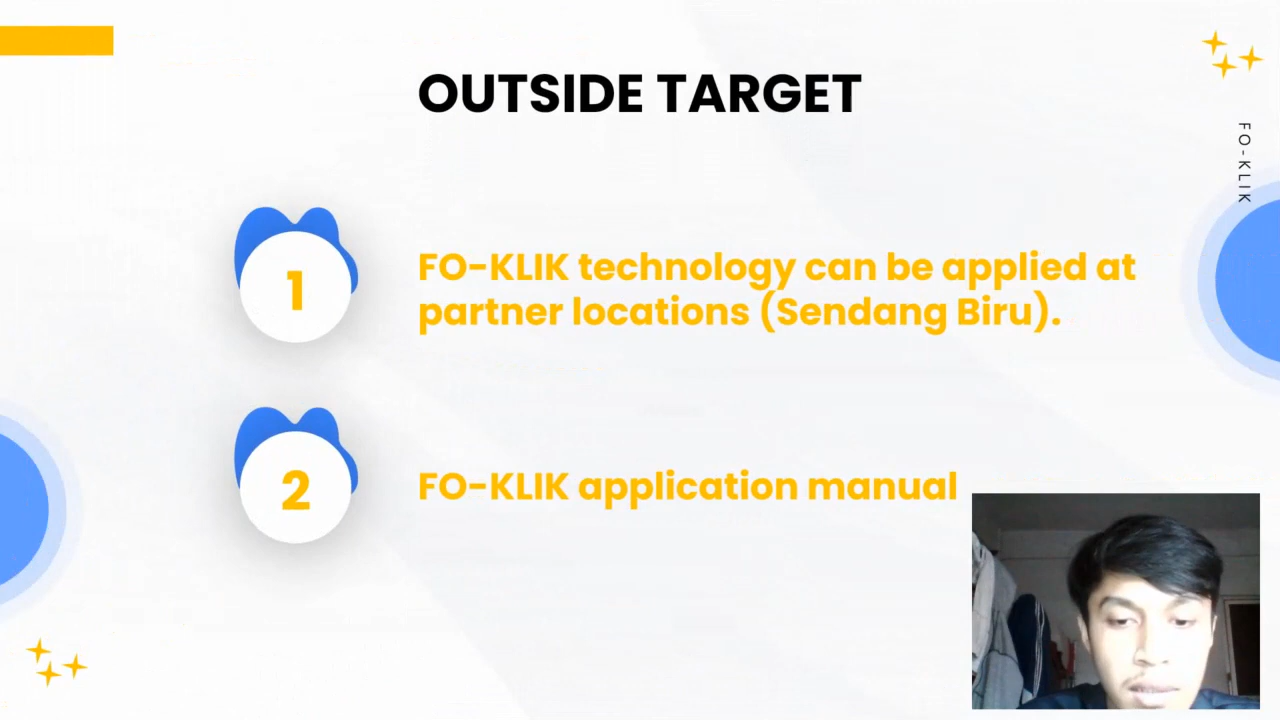 OUTSIDE TARGET
FO-KLIK
1
FO-KLIK technology can be applied at
partner locations (Sendang Biru).
2
FO-KLIK application manual